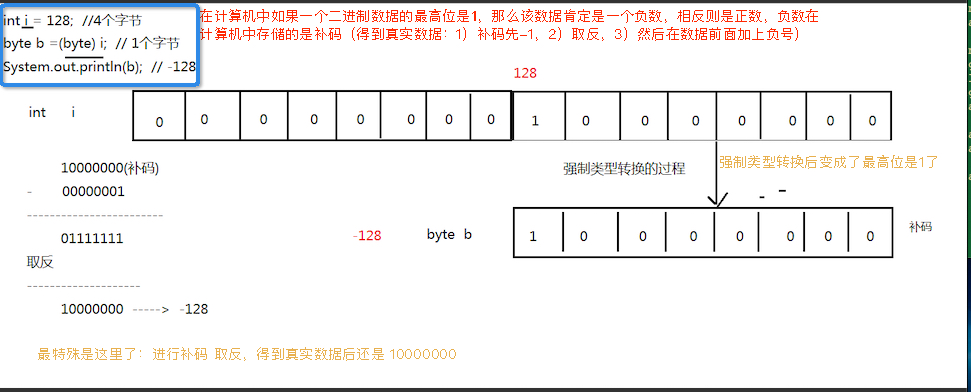 int i = 128; //4个字节
byte b =(byte) i; // 1个字节
System.out.println(b); // -128
在计算机中如果一个二进制数据的最高位是1，那么该数据肯定是一个负数，相反则是正数，负数在
计算机中存储的是补码（得到真实数据：1）补码先-1，2）取反，3）然后在数据前面加上负号）
128
int i
0 0 0 0 0 0 0 0 1 0 0 0 0 0 0 0
10000000(补码)
- 00000001
-----------------------
01111111
取反
-------------------
10000000 -----> -128
强制类型转换的过程
强制类型转换后变成了最高位是1了
-128 byte b
1 0 0 0 0 0 0 0
补码
最特殊是这里了：进行补码 取反，得到真实数据后还是 10000000